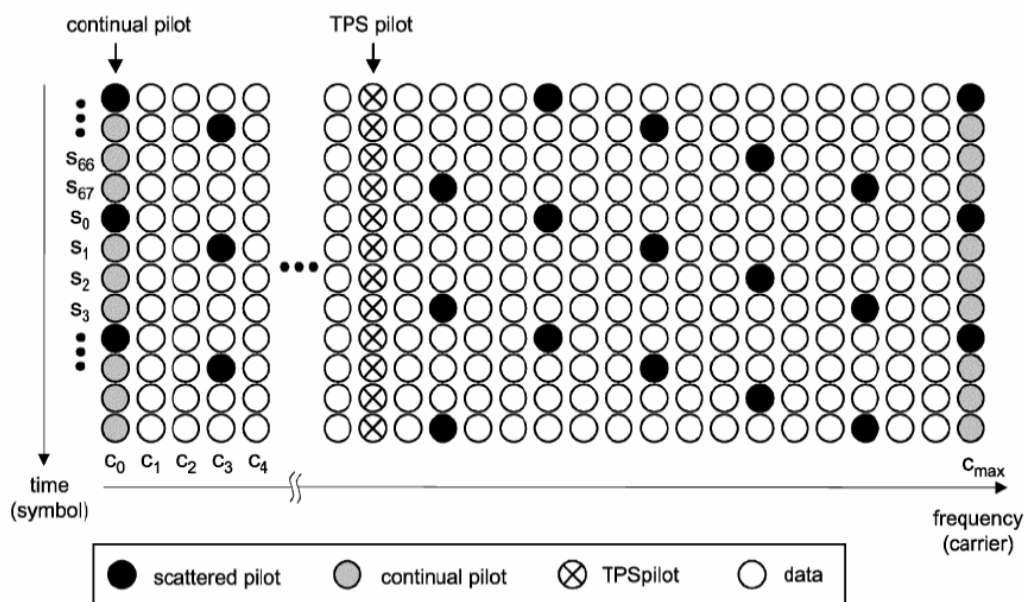 continual pilot
TPS pilot
s66
s67
s0
s1
s2
s3
c0 c1 c2 c3 c4
cmax
time
(symbol)
frequency
(carrier)
scattered pilot continual pilot TPSpilot data